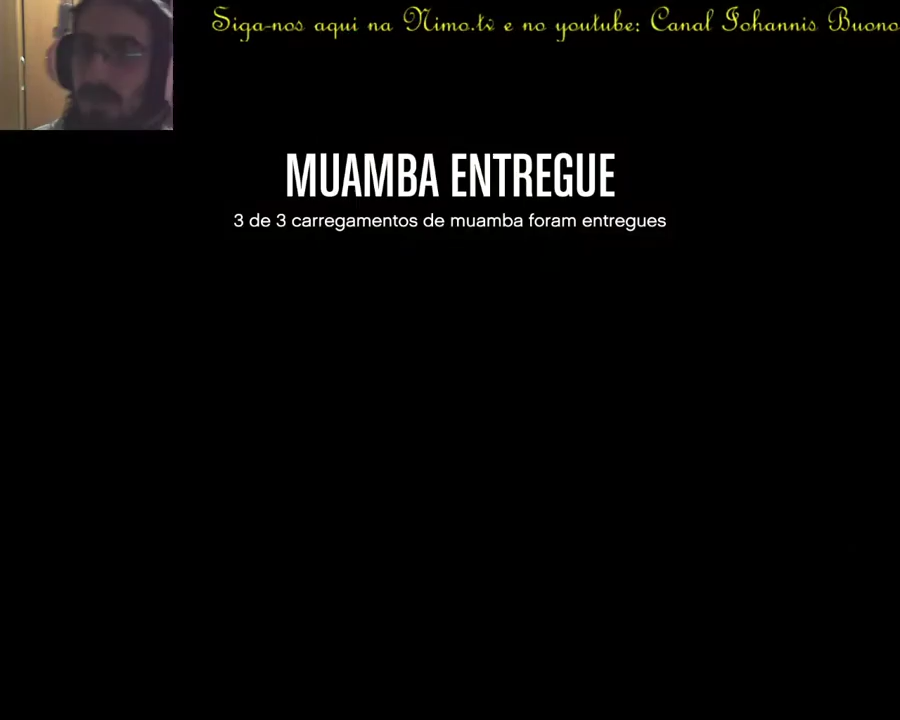 Siga-nos aqui na Nimo.tv e no youtube: Canal Iohannis Buono
MUAMBA ENTREGUE
3 de 3 carregamentos de muamba foram entregues